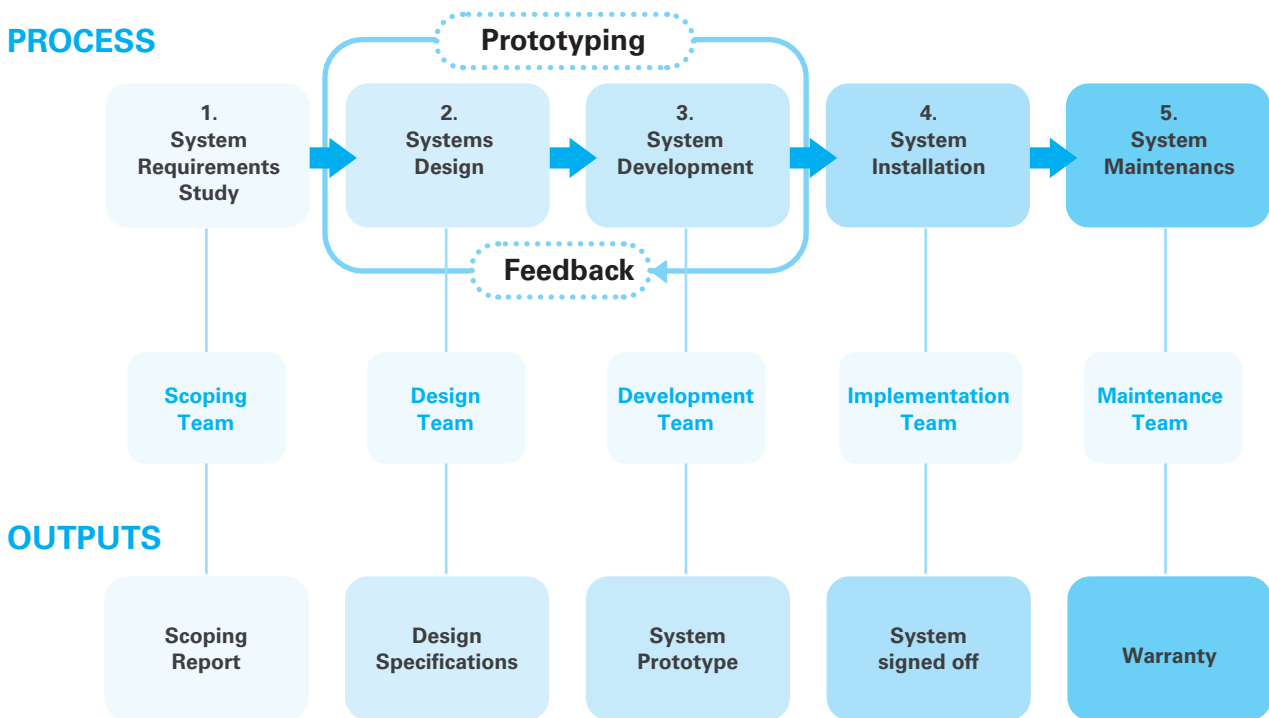 PROCESS
Prototyping
1.
System
Requirements
Study
2.
Systems
Design
3.
System
Development
4.
System
Installation
5.
System
Maintenancs
Feedback
Scoping
Team
Design
Team
Development
Team
Implementation
Team
Maintenance
Team
OUTPUTS
Scoping
Report
Design
Specifications
System
Prototype
System
signed off
Warranty